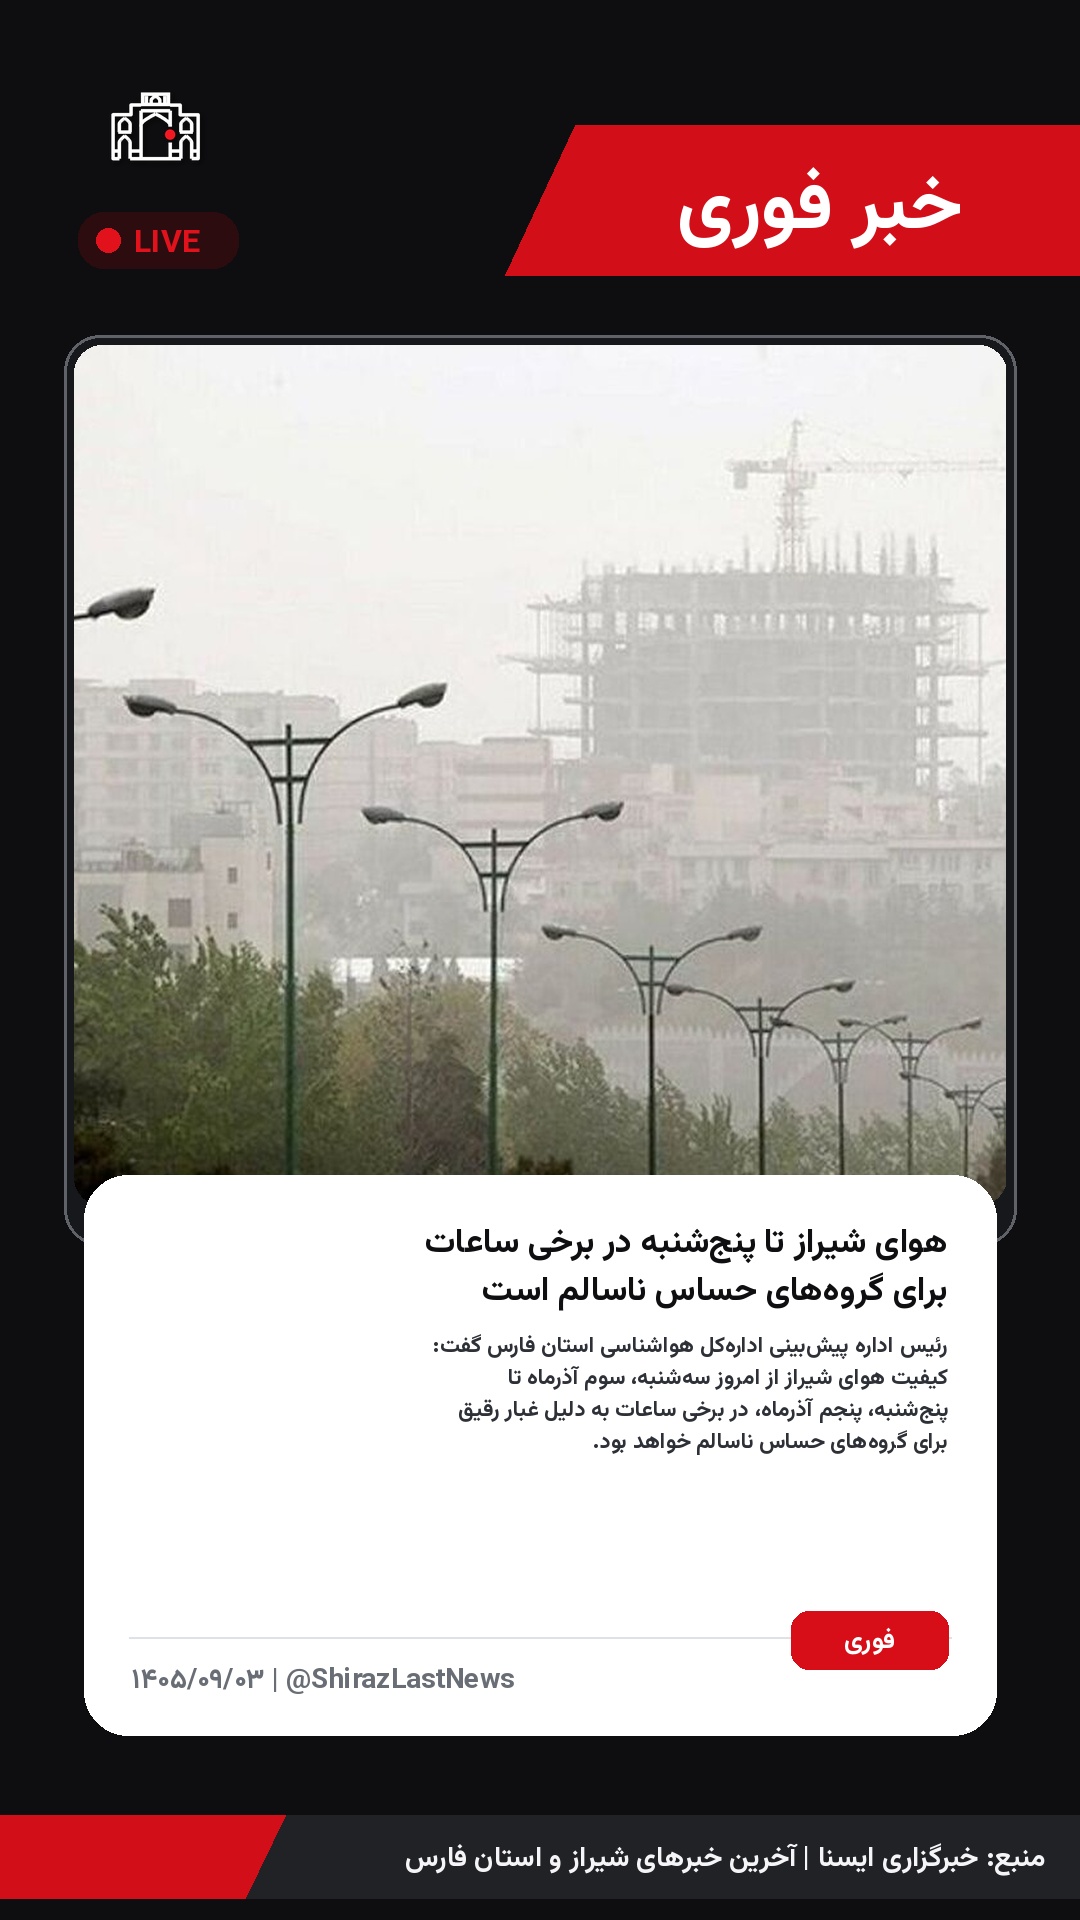 خبر فوری
LIVE
هوای شیراز تا پنج‌شنبه در برخی ساعات
برای گروه‌های حساس ناسالم است
رئیس اداره پیش‌بینی اداره‌کل هواشناسی استان فارس گفت:
کیفیت هوای شیراز از امروز سه‌شنبه، سوم آذرماه تا
پنج‌شنبه، پنجم آذرماه، در برخی ساعات به دلیل غبار رقیق
برای گروه‌های حساس ناسالم خواهد بود.
فوری
۱۴۰۵/۰۹/۰۳ | @ShirazLastNews
منبع: خبرگزاری ایسنا | آخرین خبرهای شیراز و استان فارس